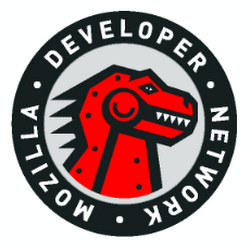 MOZILLA • DEVELOPER • NETWORK •